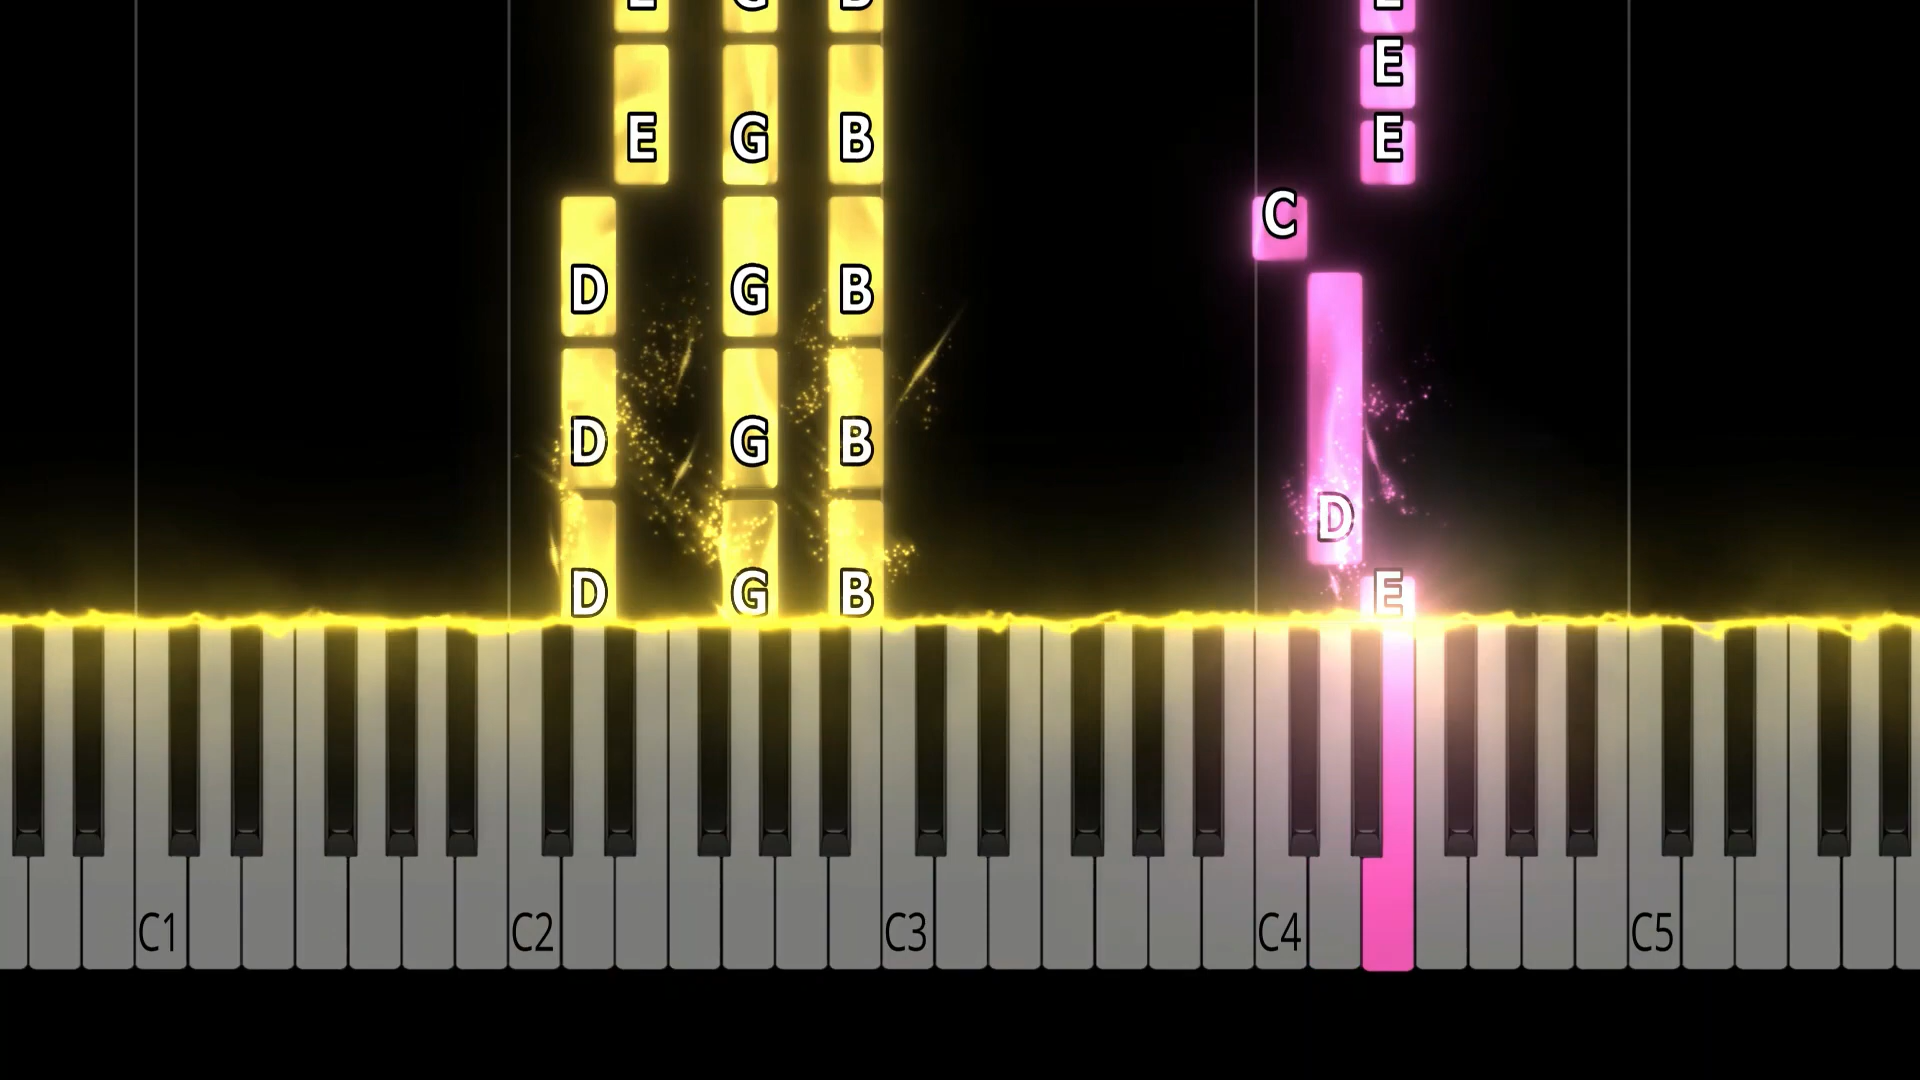 E G B E
E
E G B E
C
D G B
D G B
D
D G B E
C1 C2 C3 C4 C5